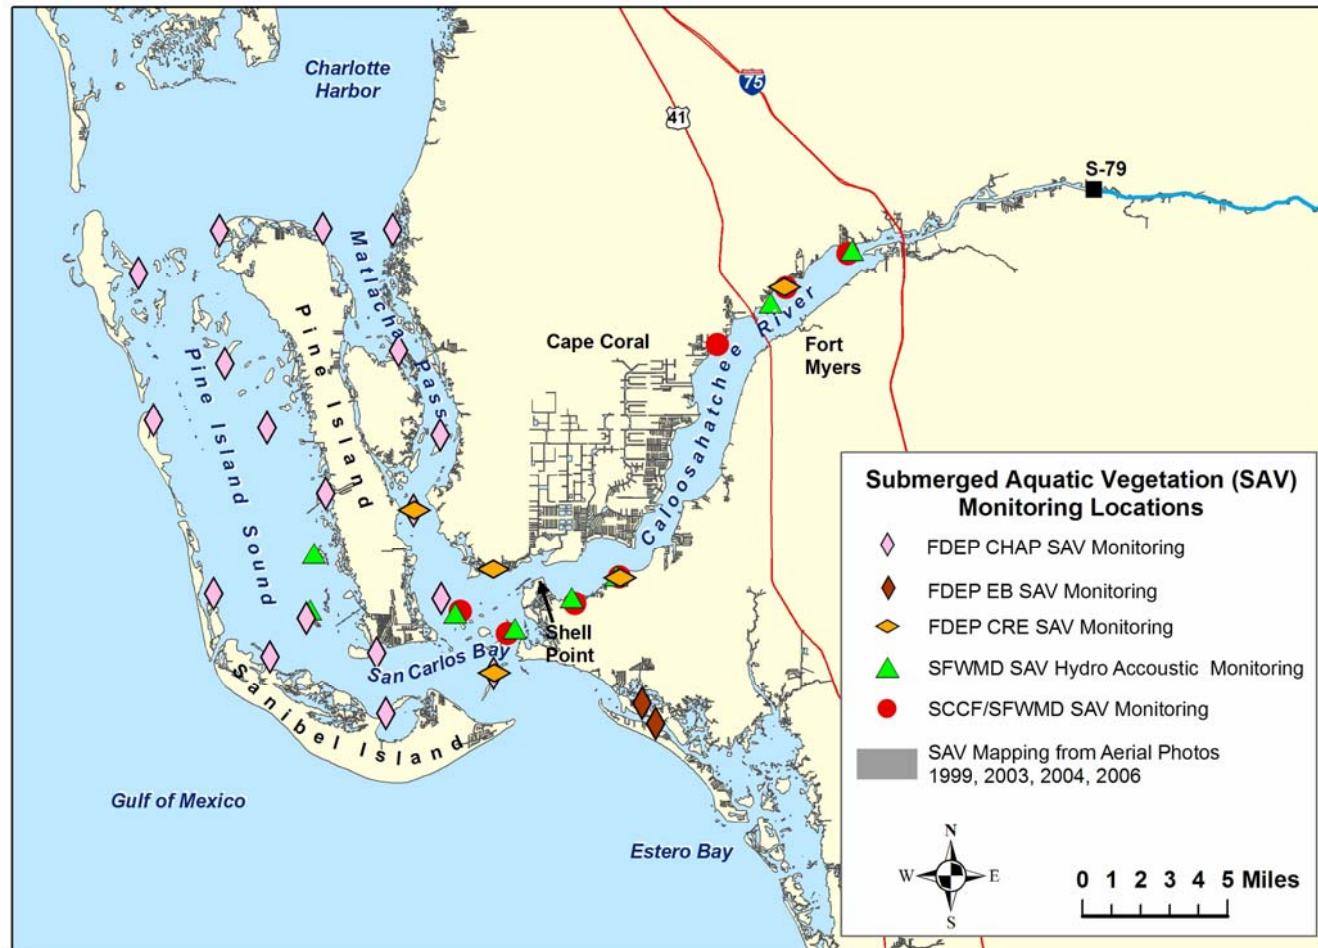 Charlotte
Harbor
75
41
S-79
Matlacha Pass
Pine Island
Pine Island Sound
Cape Coral
Caloosahatchee River
Fort
Myers
Shell
Point
San Carlos Bay
Sanibel Island
Gulf of Mexico
Estero Bay
Submerged Aquatic Vegetation (SAV)
Monitoring Locations
FDEP CHAP SAV Monitoring
FDEP EB SAV Monitoring
FDEP CRE SAV Monitoring
SFWMD SAV Hydro Accoustic Monitoring
SCCF/SFWMD SAV Monitoring
SAV Mapping from Aerial Photos
1999, 2003, 2004, 2006
N
W E
S
0 1 2 3 4 5 Miles